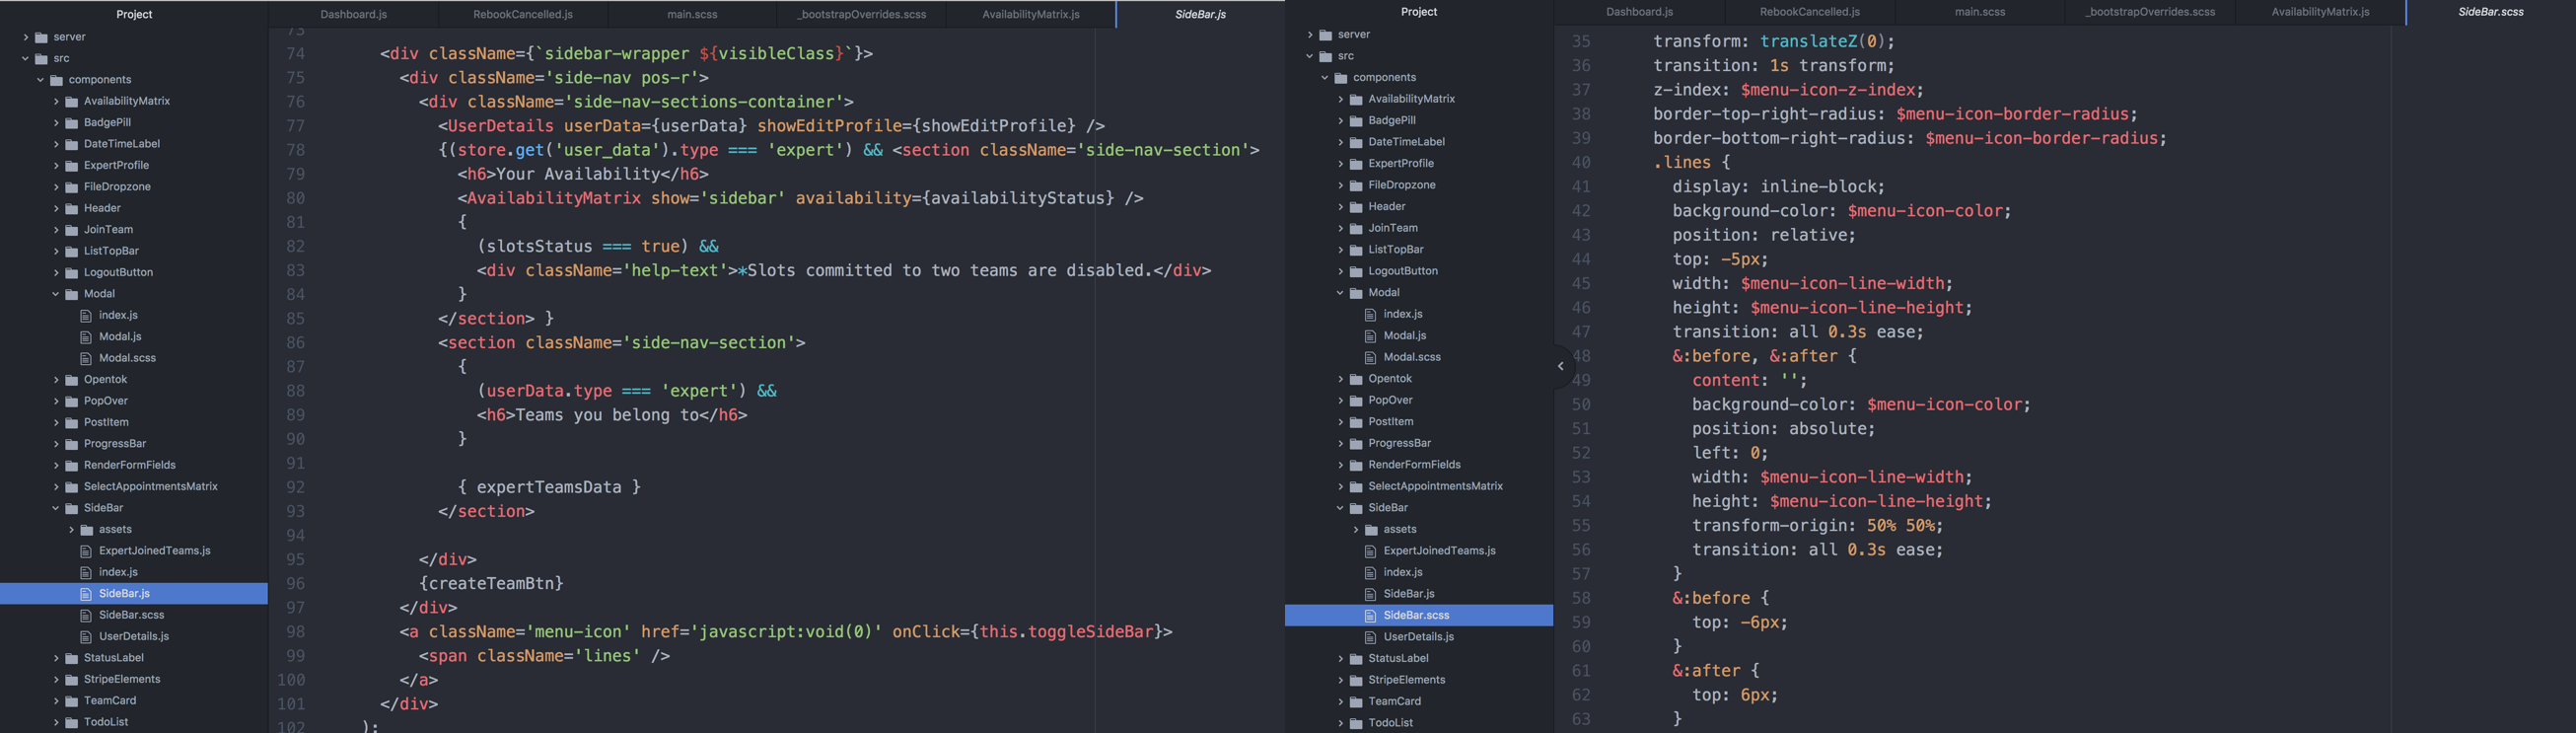 Project
server
src
components
AvailabilityMatrix
BadgePill
DateTimeLabel
ExpertProfile
FileDropzone
Header
JoinTeam
ListTopBar
LogoutButton
Modal
index.js
Modal.js
Modal.scss
Opentok
PopOver
PostItem
ProgressBar
RenderFormFields
SelectAppointmentsMatrix
SideBar
assets
ExpertJoinedTeams.js
index.js
SideBar.js
SideBar.scss
UserDetails.js
StatusLabel
StripeElements
TeamCard
TodoList
Dashboard.js RebookCancelled.js main.scss _bootstrapOverrides.scss AvailabilityMatrix.js SideBar.js
73
74 <div className={`sidebar-wrapper ${visibleClass}`}>
75 <div className='side-nav pos-r'>
76 <div className='side-nav-sections-container'>
77 <UserDetails userData={userData} showEditProfile={showEditProfile} />
78 {(store.get('user_data').type === 'expert') && <section className='side-nav-section'>
79 <h6>Your Availability</h6>
80 <AvailabilityMatrix show='sidebar' availability={availabilityStatus} />
81 {
82 (slotsStatus === true) &&
83 <div className='help-text'>*Slots committed to two teams are disabled.</div>
84 }
85 </section> }
86 <section className='side-nav-section'>
87 {
88 (userData.type === 'expert') &&
89 <h6>Teams you belong to</h6>
90 }
91
92 { expertTeamsData }
93 </section>
94
95 </div>
96 {createTeamBtn}
97 </div>
98 <a className='menu-icon' href='javascript:void(0)' onClick={this.toggleSideBar}>
99 <span className='lines' />
100 </a>
101 </div>
102 );
Project
server
src
components
AvailabilityMatrix
BadgePill
DateTimeLabel
ExpertProfile
FileDropzone
Header
JoinTeam
ListTopBar
LogoutButton
Modal
index.js
Modal.js
Modal.scss
Opentok
PopOver
PostItem
ProgressBar
RenderFormFields
SelectAppointmentsMatrix
SideBar
assets
ExpertJoinedTeams.js
index.js
SideBar.js
SideBar.scss
UserDetails.js
StatusLabel
StripeElements
TeamCard
TodoList
Dashboard.js RebookCancelled.js main.scss _bootstrapOverrides.scss AvailabilityMatrix.js SideBar.scss
35 transform: translateZ(0);
36 transition: 1s transform;
37 z-index: $menu-icon-z-index;
38 border-top-right-radius: $menu-icon-border-radius;
39 border-bottom-right-radius: $menu-icon-border-radius;
40 .lines {
41 display: inline-block;
42 background-color: $menu-icon-color;
43 position: relative;
44 top: -5px;
45 width: $menu-icon-line-width;
46 height: $menu-icon-line-height;
47 transition: all 0.3s ease;
48 &:before, &:after {
49 content: '';
50 background-color: $menu-icon-color;
51 position: absolute;
52 left: 0;
53 width: $menu-icon-line-width;
54 height: $menu-icon-line-height;
55 transform-origin: 50% 50%;
56 transition: all 0.3s ease;
57 }
58 &:before {
59 top: -6px;
60 }
61 &:after {
62 top: 6px;
63 }